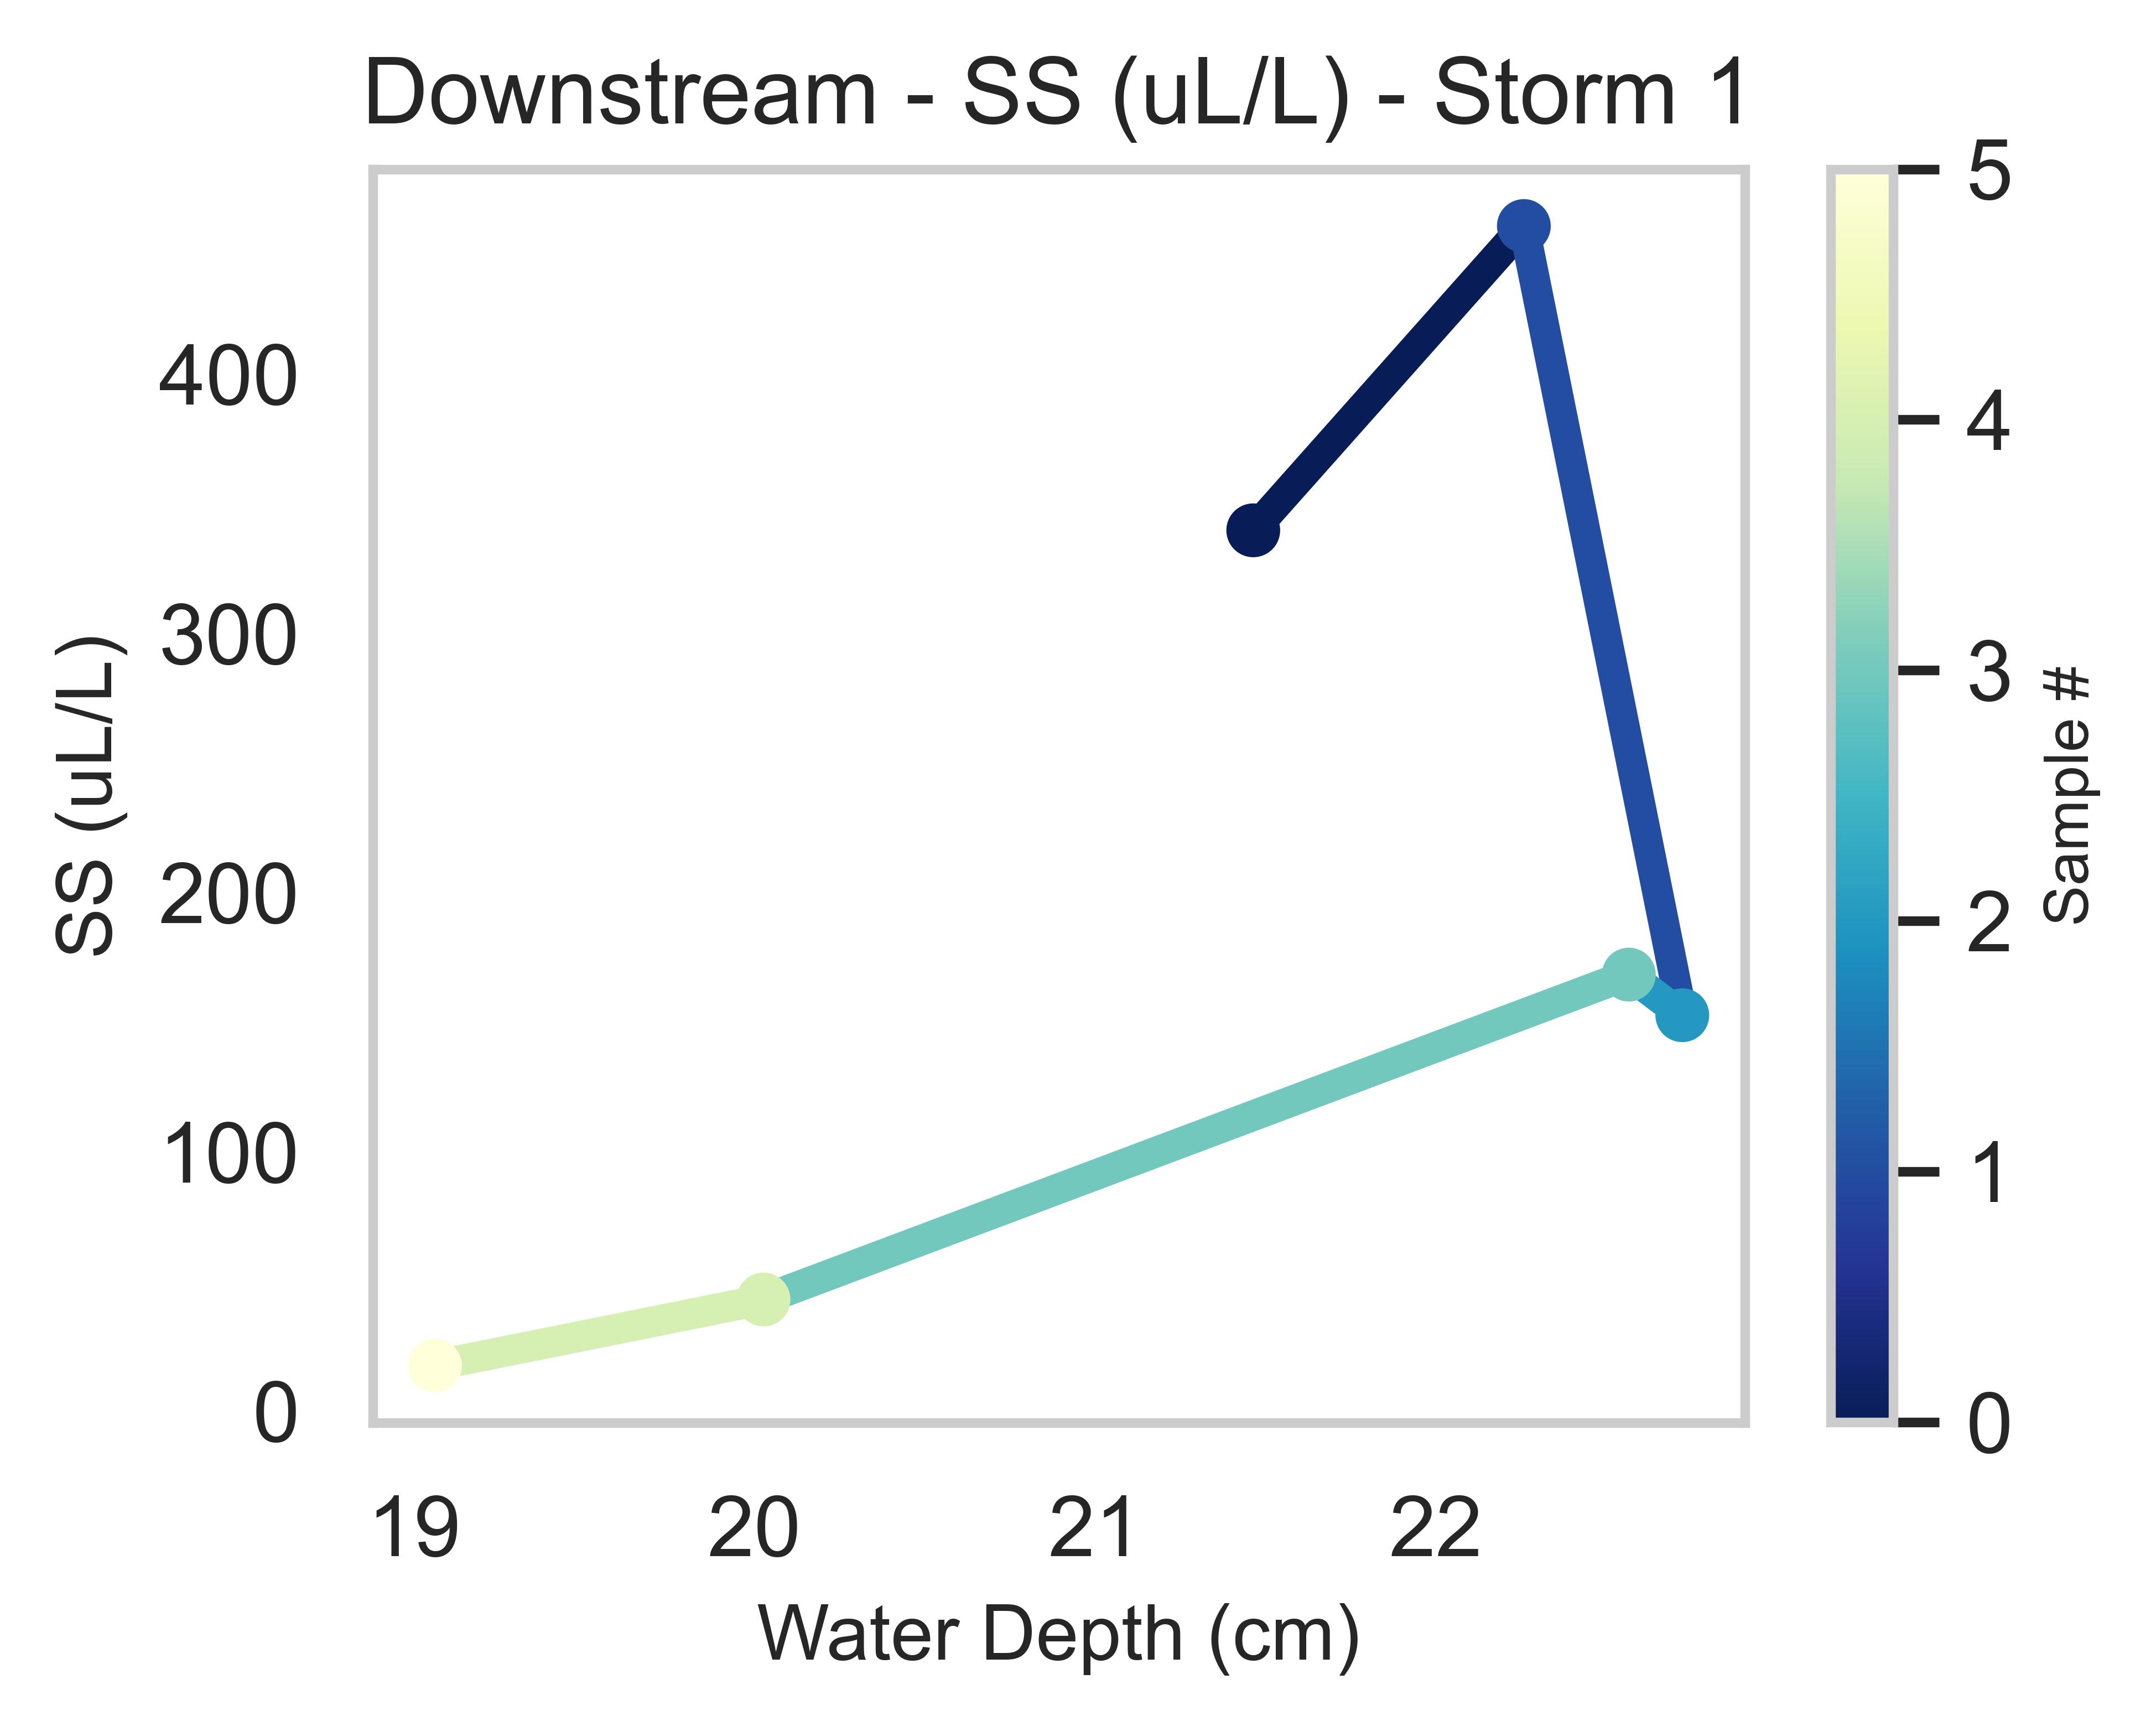 Downstream - SS (uL/L) - Storm 1
SS (uL/L)
400
300
200
100
0
19 20 21 22
Water Depth (cm)
5
4
3
2
1
0
Sample #